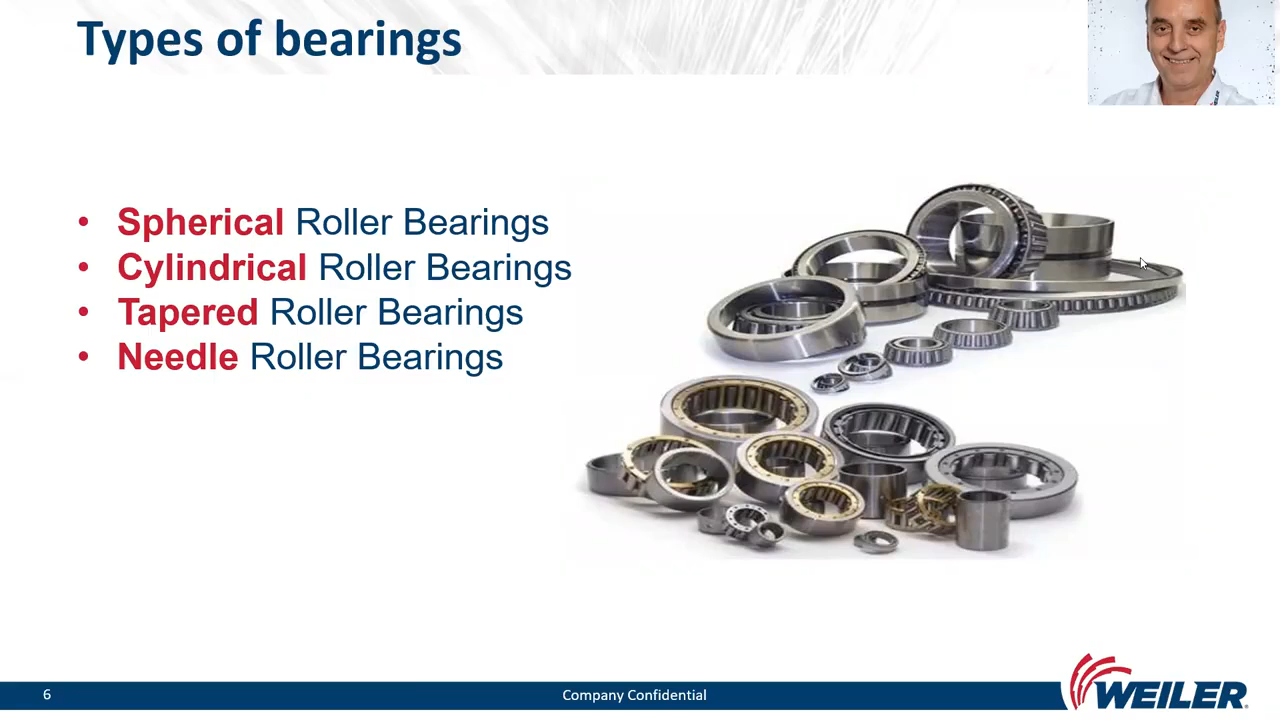 Types of bearings
• Spherical Roller Bearings
• Cylindrical Roller Bearings
• Tapered Roller Bearings
• Needle Roller Bearings
6
Company Confidential
WEILER®